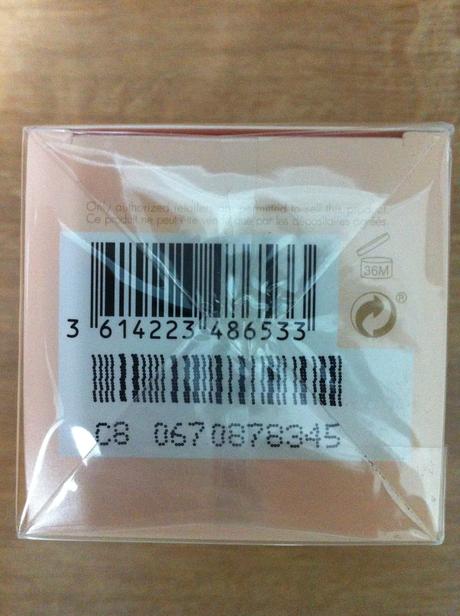 Only authorized retailers are permitted to sell this product.
Ce produit ne peut être vendu que par les dépositaires agréés.
36M
®
3 614223 486533
C8 0670878345